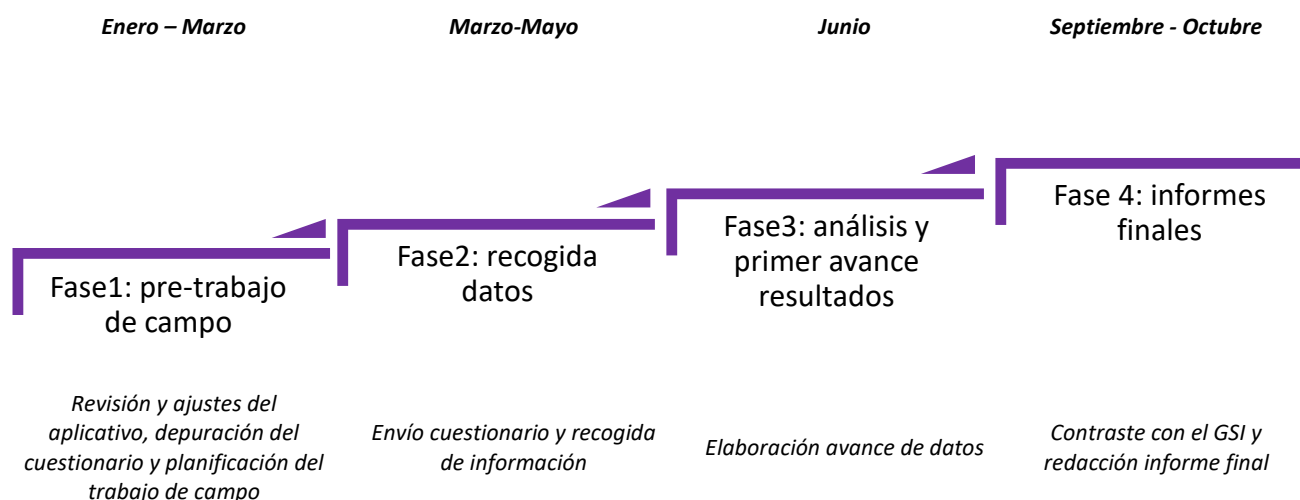 Enero – Marzo
Marzo-Mayo
Junio
Septiembre - Octubre
Fase1: pre-trabajo
de campo
Fase2: recogida
datos
Fase3: análisis y
primer avance
resultados
Fase 4: informes
finales
Revisión y ajustes del
aplicativo, depuración del
cuestionario y planificación del
trabajo de campo
Envío cuestionario y recogida
de información
Elaboración avance de datos
Contraste con el GSI y
redacción informe final